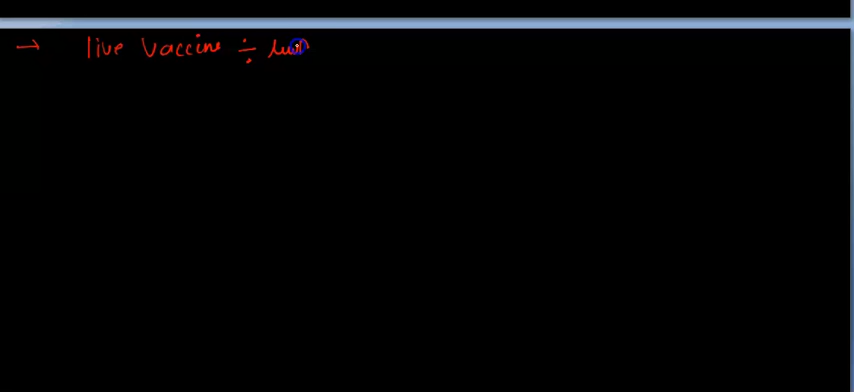 → live vaccine ÷